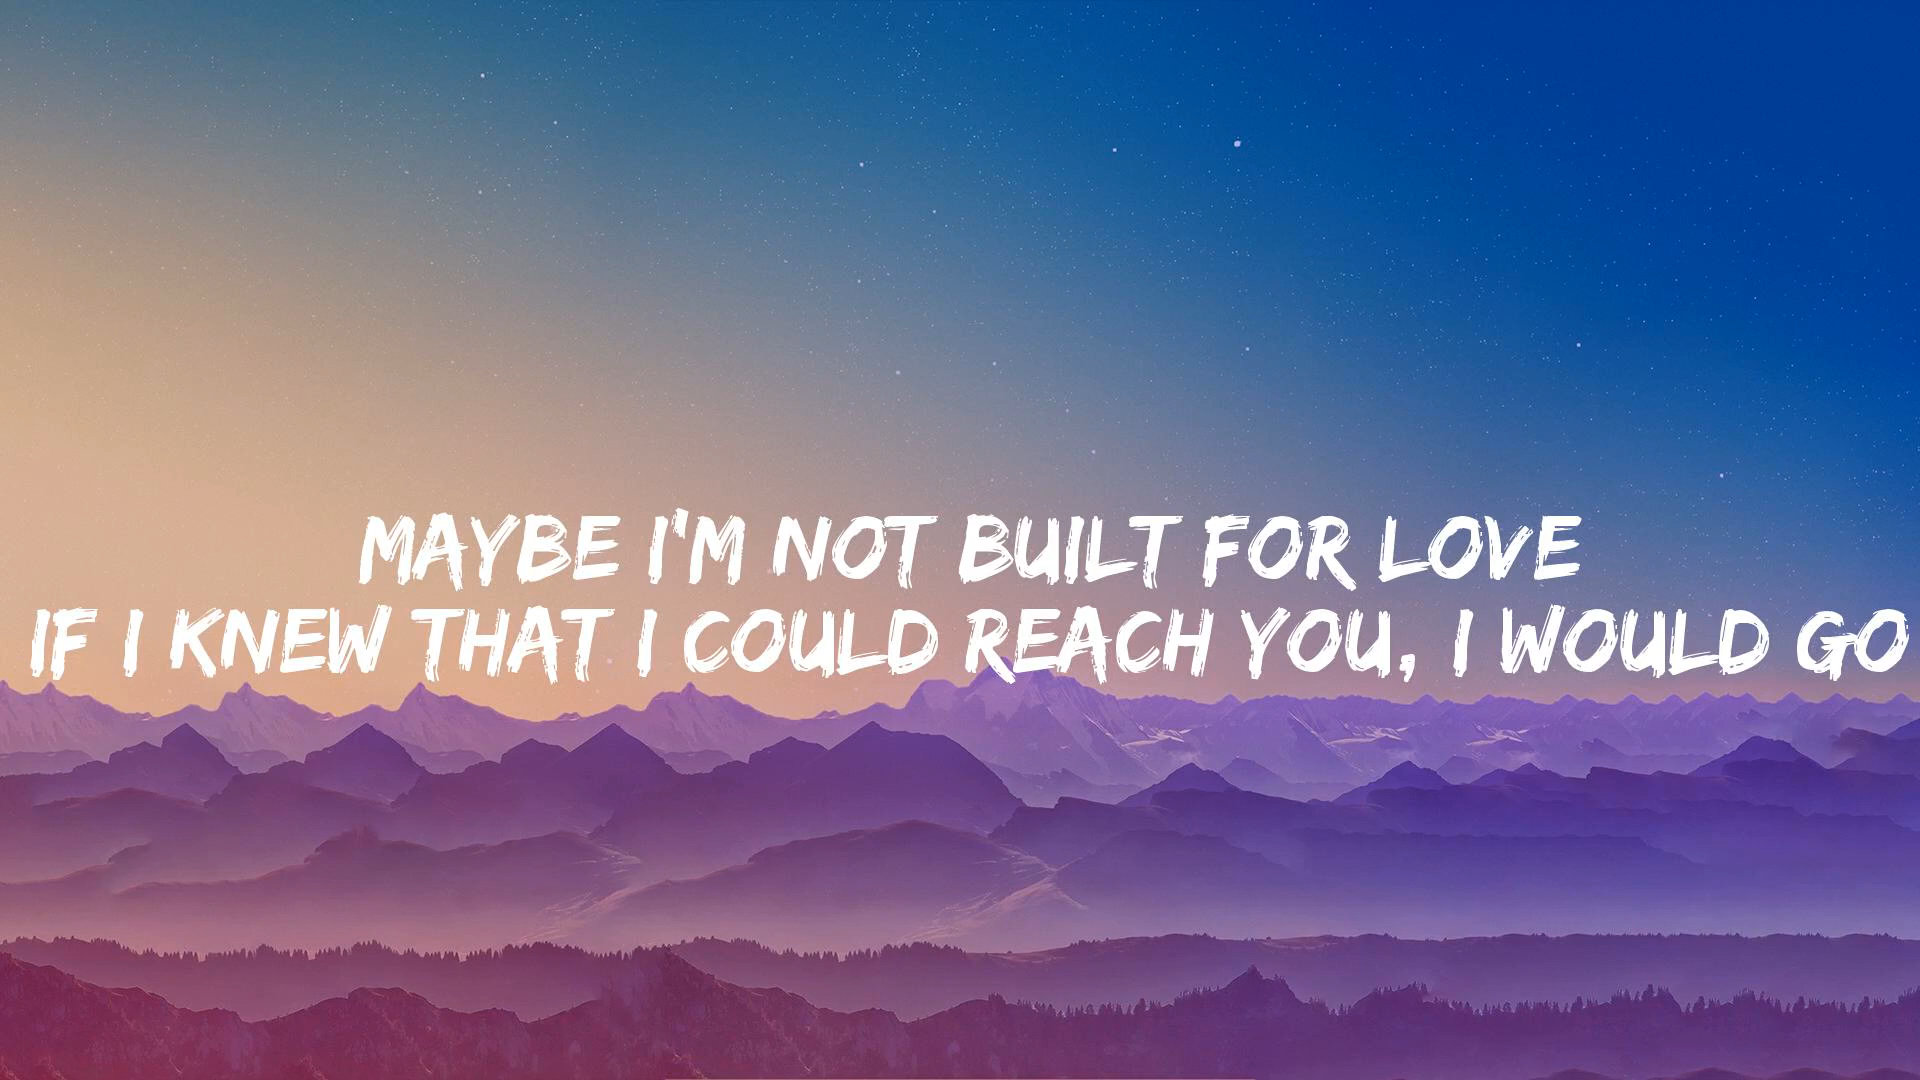 MAYBE I'M NOT BUILT FOR LOVE
IF I KNEW THAT I COULD REACH YOU, I WOULD GO